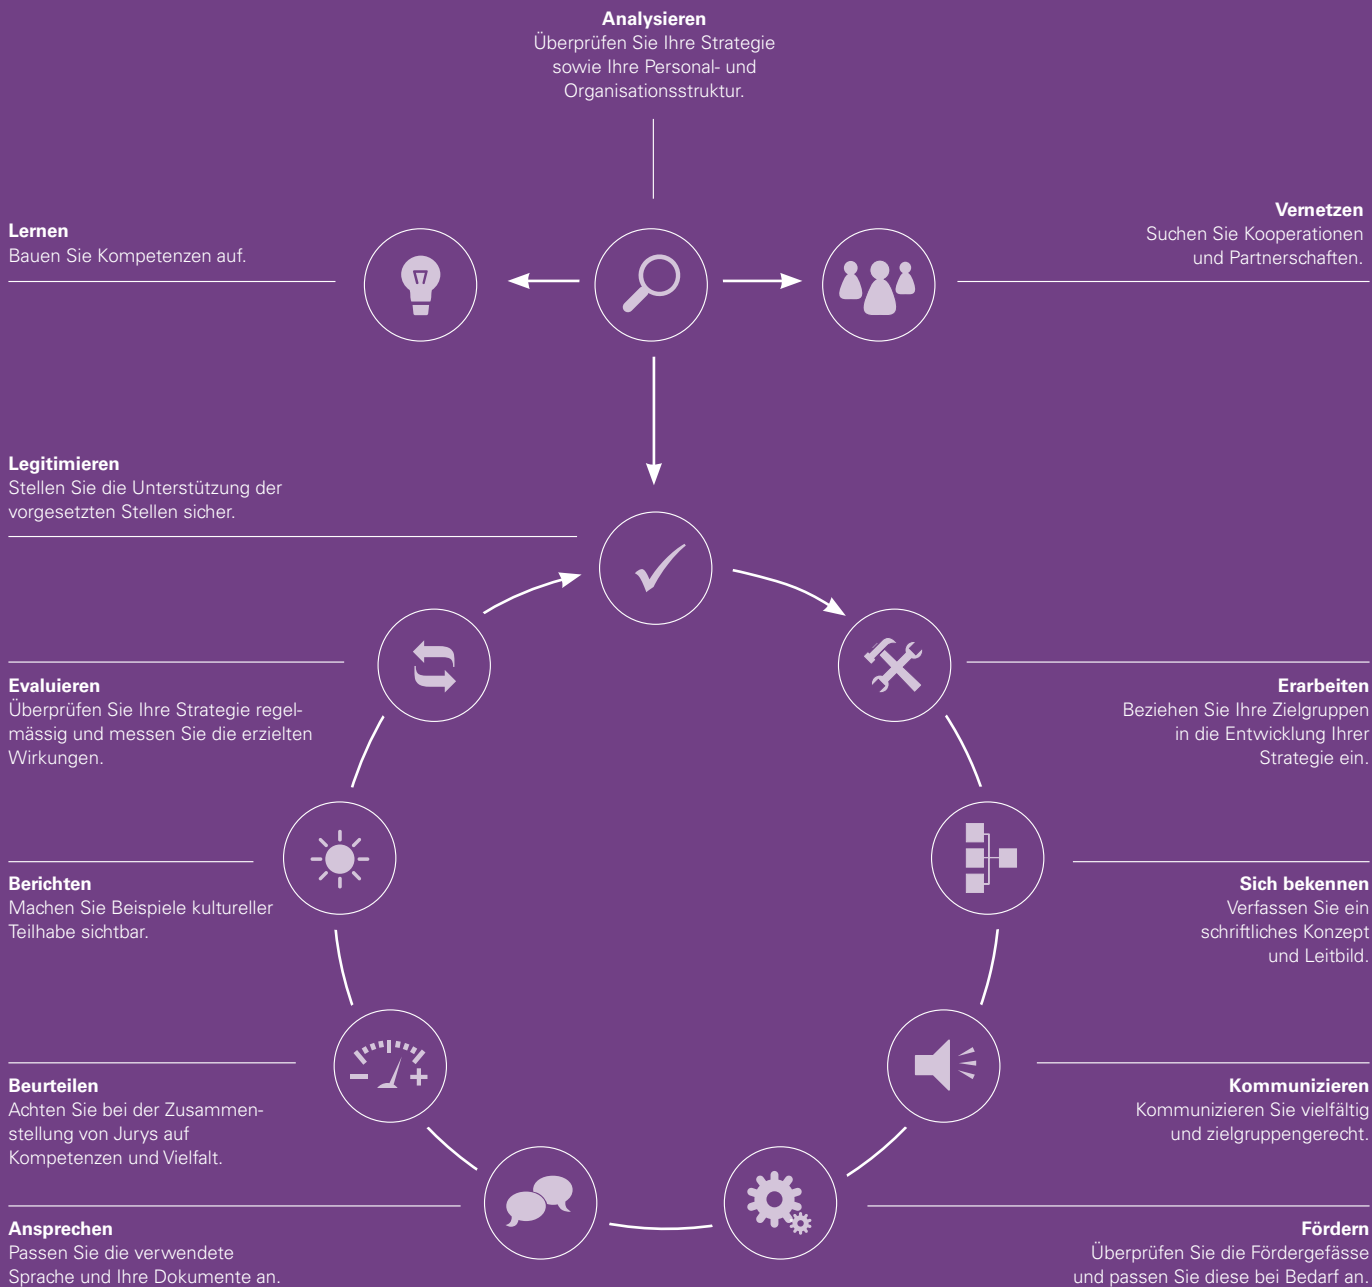 Analysieren
Überprüfen Sie Ihre Strategie
sowie Ihre Personal- und
Organisationsstruktur.
Lernen
Bauen Sie Kompetenzen auf.
Vernetzen
Suchen Sie Kooperationen
und Partnerschaften.
Legitimieren
Stellen Sie die Unterstützung der
vorgesetzten Stellen sicher.
Evaluieren
Überprüfen Sie Ihre Strategie regel-
mässig und messen Sie die erzielten
Wirkungen.
Erarbeiten
Beziehen Sie Ihre Zielgruppen
in die Entwicklung Ihrer
Strategie ein.
Berichten
Machen Sie Beispiele kultureller
Teilhabe sichtbar.
Sich bekennen
Verfassen Sie ein
schriftliches Konzept
und Leitbild.
Beurteilen
Achten Sie bei der Zusammen-
stellung von Jurys auf
Kompetenzen und Vielfalt.
Kommunizieren
Kommunizieren Sie vielfältig
und zielgruppengerecht.
Ansprechen
Passen Sie die verwendete
Sprache und Ihre Dokumente an.
Fördern
Überprüfen Sie die Fördergefässe
und passen Sie diese bei Bedarf an.